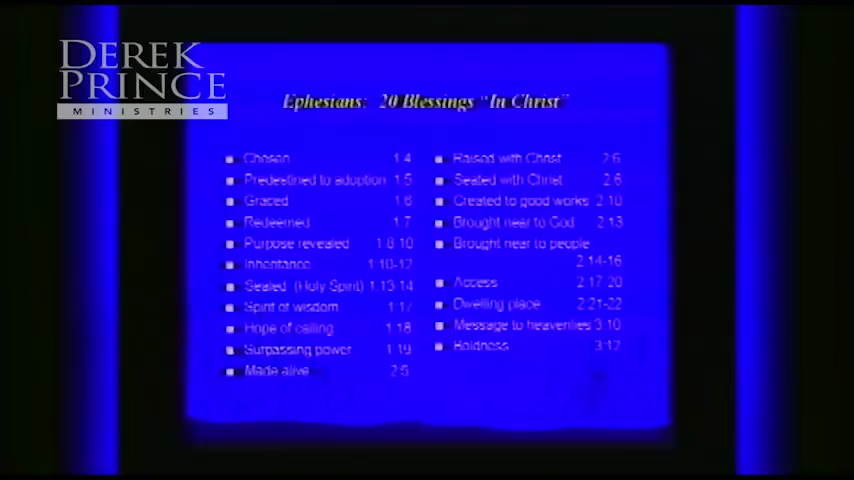 DEREK
PRINCE
MINISTRIES
Ephesians: 20 Blessings "In Christ"
Chosen 1:4
Predestined to adoption 1:5
Graced 1:6
Redeemed 1:7
Purpose revealed 1:8-10
Inheritance 1:10-12
Sealed (Holy Spirit) 1:13-14
Spirit of wisdom 1:17
Hope of calling 1:18
Surpassing power 1:19
Made alive 2:5
Raised with Christ 2:6
Seated with Christ 2:6
Created to good works 2:10
Brought near to God 2:13
Brought near to people
2:14-16
Access 2:17-20
Dwelling place 2:21-22
Message to heavenlies 3:10
Boldness 3:12